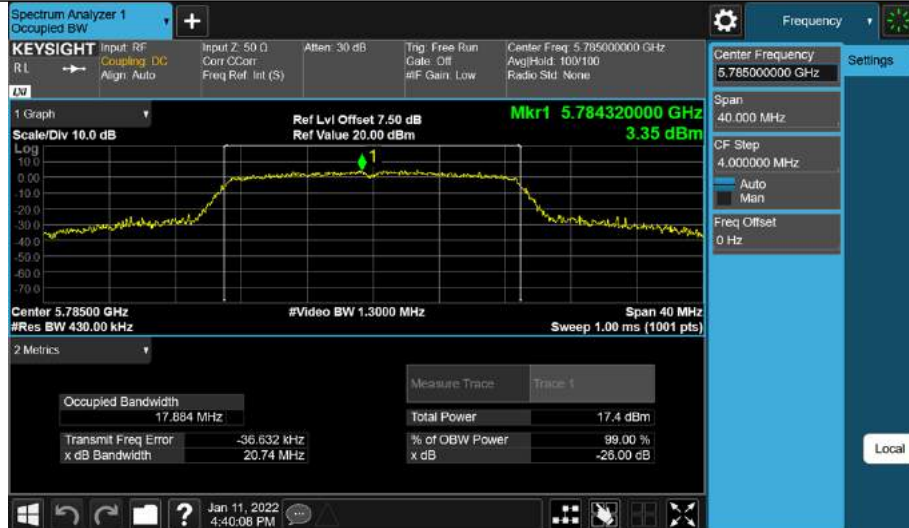 Spectrum Analyzer 1
Occupied BW
+
Frequency
KEYSIGHT
RL
LXI
Input: RF
Coupling: DC
Align: Auto
Input Z: 50 Ω
Corr CCorr
Freq Ref: Int (S)
Atten: 30 dB
Trig: Free Run
Gate: Off
#IF Gain: Low
Center Freq: 5.785000000 GHz
Avg|Hold: 100/100
Radio Std: None
Center Frequency
5.785000000 GHz
Settings
Span
40.000 MHz
CF Step
4.000000 MHz
Auto
Man
Freq Offset
0 Hz
1 Graph
Scale/Div 10.0 dB
Ref Lvl Offset 7.50 dB
Ref Value 20.00 dBm
Mkr1 5.784320000 GHz
3.35 dBm
Log
10.0
0.00
-10.0
-20.0
-30.0
-40.0
-50.0
-60.0
-70.0
1
Center 5.78500 GHz
#Res BW 430.00 kHz
#Video BW 1.3000 MHz
Span 40 MHz
Sweep 1.00 ms (1001 pts)
2 Metrics
Measure Trace
Trace 1
Occupied Bandwidth
17.884 MHz
Total Power
17.4 dBm
Transmit Freq Error
-36.632 kHz
% of OBW Power
99.00 %
x dB Bandwidth
20.74 MHz
x dB
-26.00 dB
Local
?
Jan 11, 2022
4:40:08 PM